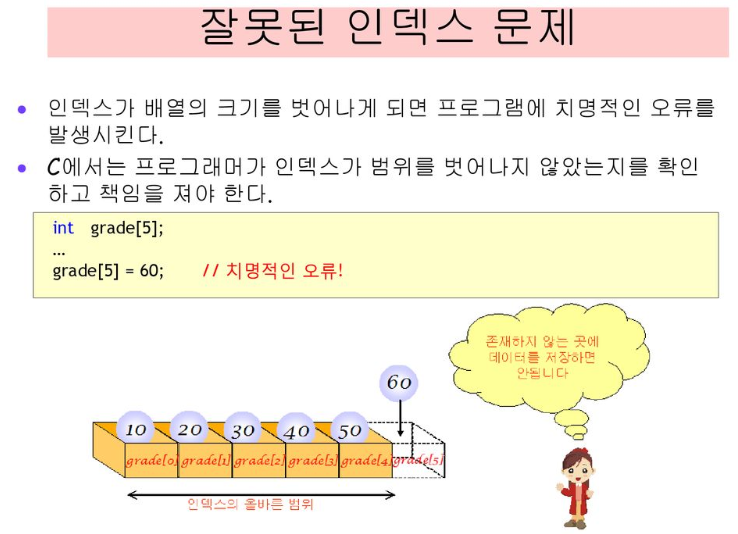 잘못된 인덱스 문제
인덱스가 배열의 크기를 벗어나게 되면 프로그램에 치명적인 오류를
발생시킨다.
C에서는 프로그래머가 인덱스가 범위를 벗어나지 않았는지를 확인
하고 책임을 져야 한다.
int grade[5];
...
grade[5] = 60; // 치명적인 오류!
존재하지 않는 곳에
데이터를 저장하면
안됩니다
60
10 20 30 40 50
grade[0] grade[1] grade[2] grade[3] grade[4] grade[5]
인덱스의 올바른 범위